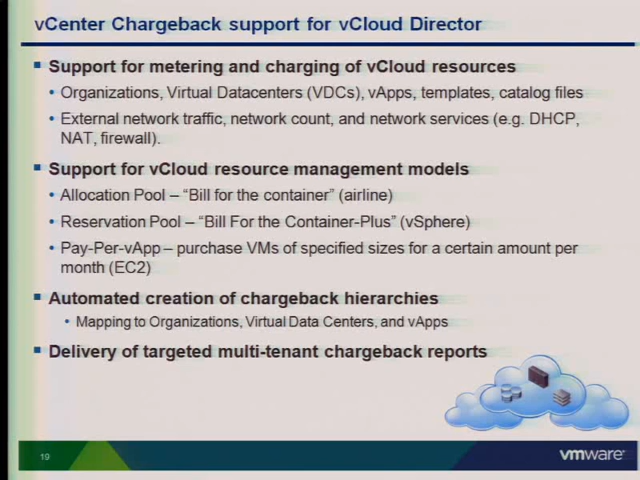 vCenter Chargeback support for vCloud Director
Support for metering and charging of vCloud resources
Organizations, Virtual Datacenters (VDCs), vApps, templates, catalog files
External network traffic, network count, and network services (e.g. DHCP,
NAT, firewall).
Support for vCloud resource management models
Allocation Pool – “Bill for the container” (airline)
Reservation Pool – “Bill For the Container-Plus” (vSphere)
Pay-Per-vApp – purchase VMs of specified sizes for a certain amount per
month (EC2)
Automated creation of chargeback hierarchies
Mapping to Organizations, Virtual Data Centers, and vApps
Delivery of targeted multi-tenant chargeback reports
19
vmware